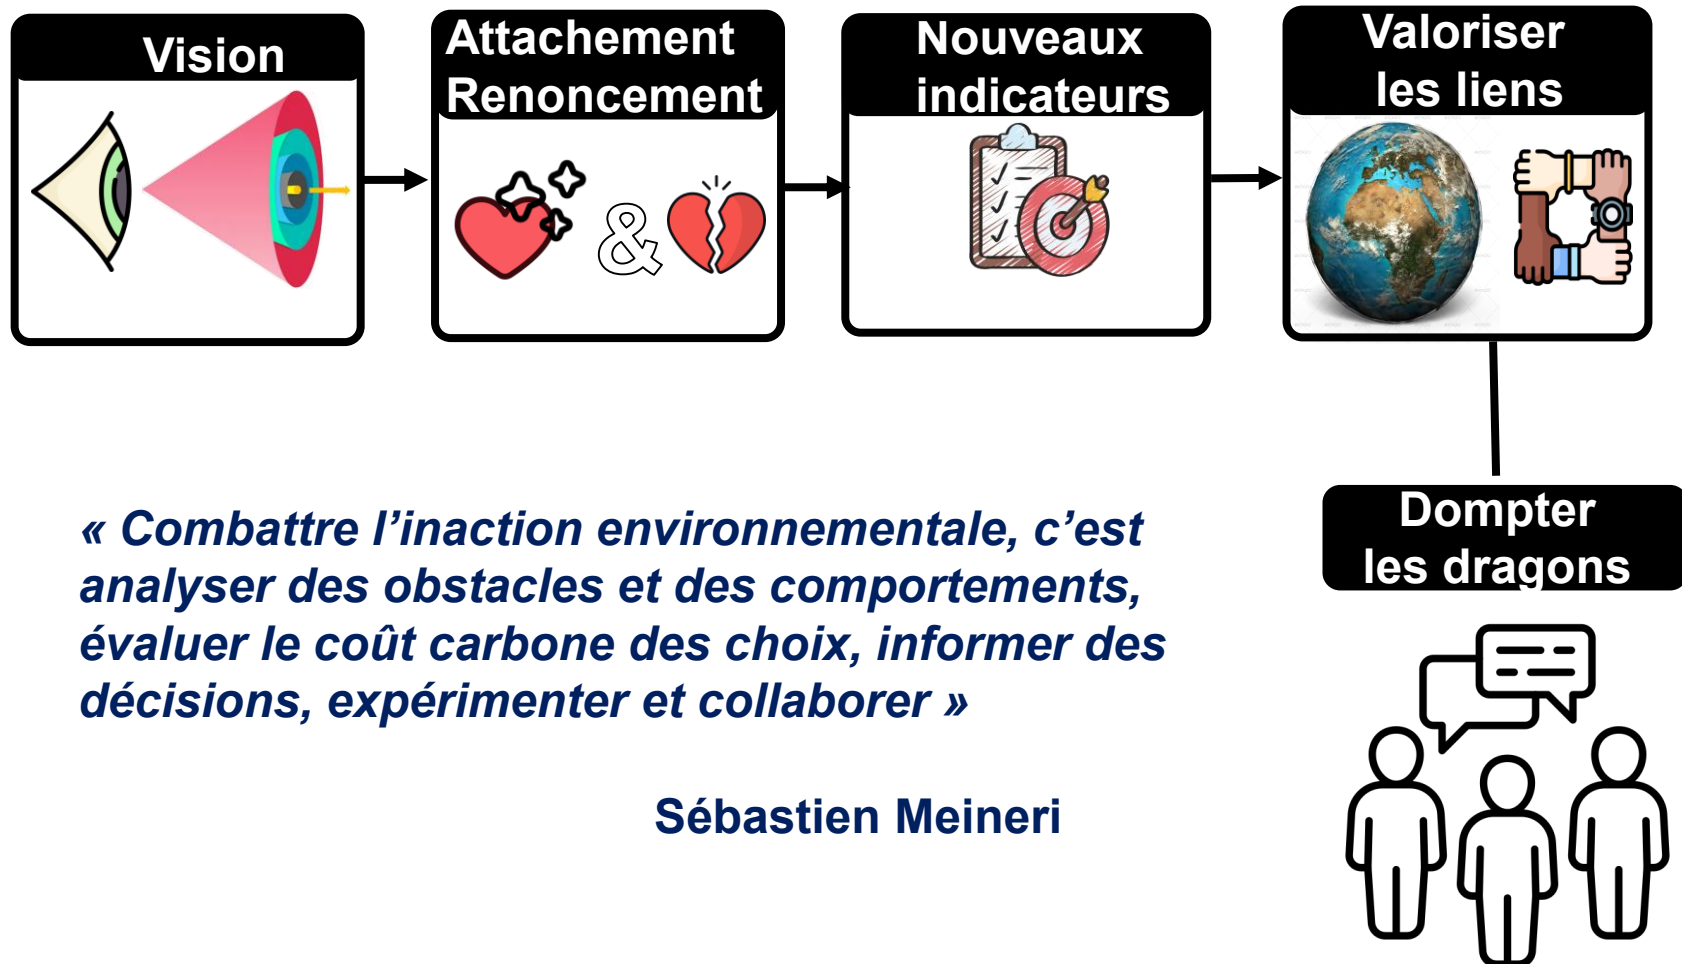 Vision
Attachement
Renoncement
&
Nouveaux
indicateurs
Valoriser
les liens
Dompter
les dragons
« Combattre l’inaction environnementale, c’est
analyser des obstacles et des comportements,
évaluer le coût carbone des choix, informer des
décisions, expérimenter et collaborer »
Sébastien Meineri